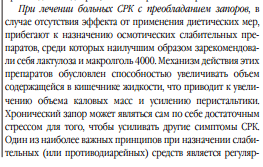 При лечении больных СРК с преобладанием запоров, в
случае отсутствия эффекта от применения диетических мер,
прибегают к назначению осмотических слабительных пре-
паратов, среди которых наилучшим образом зарекомендова-
ли себя лактулоза и макролголь 4000. Механизм действия этих
препаратов обусловлен способностью увеличивать объем
содержащейся в кишечнике жидкости, что приводит к увели-
чению объема каловых масс и усилению перистальтики.
Хронический запор может являться сам по себе достаточным
стрессом для того, чтобы усиливать другие симптомы СРК.
Один из наиболее важных принципов при назначении слаби-
тельных (или противодиарейных) средств является регуляр-